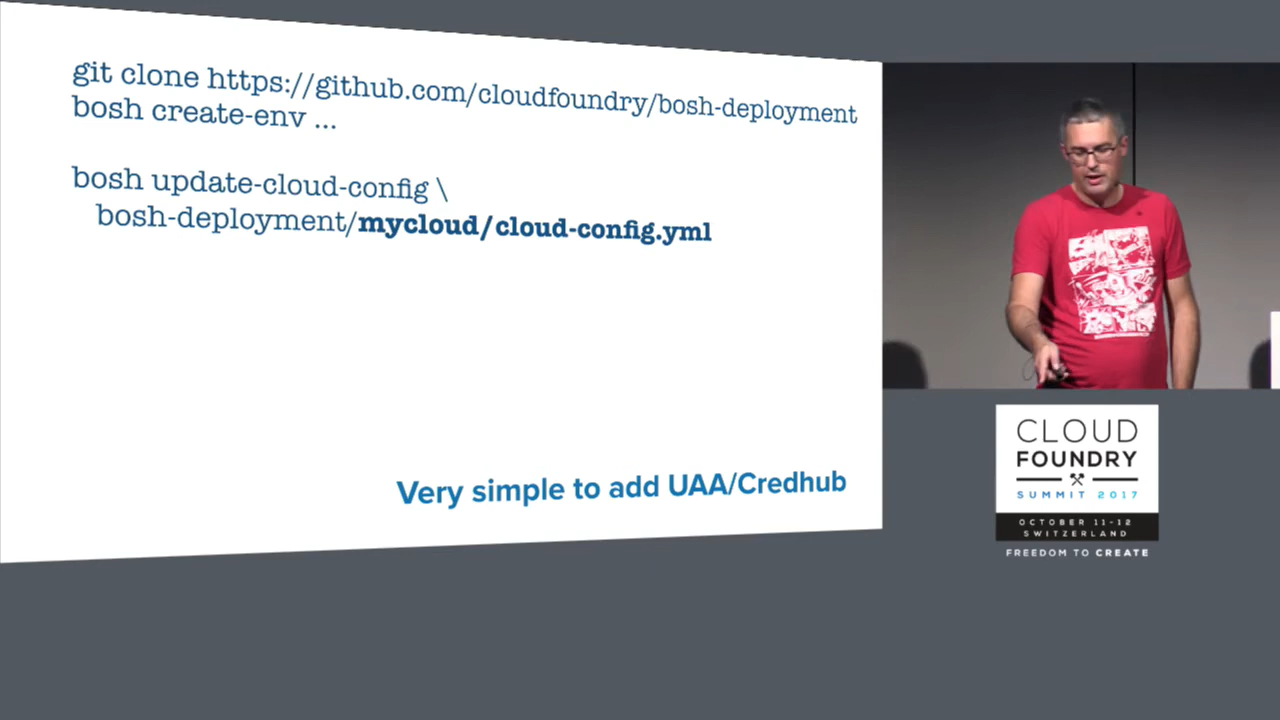 git clone https://github.com/cloudfoundry/bosh-deployment
bosh create-env ...
bosh update-cloud-config \
bosh-deployment/mycloud/cloud-config.yml
Very simple to add UAA/Credhub
CLOUD
FOUNDRY
SUMMIT 2017
OCTOBER 11-12
SWITZERLAND
FREEDOM TO CREATE